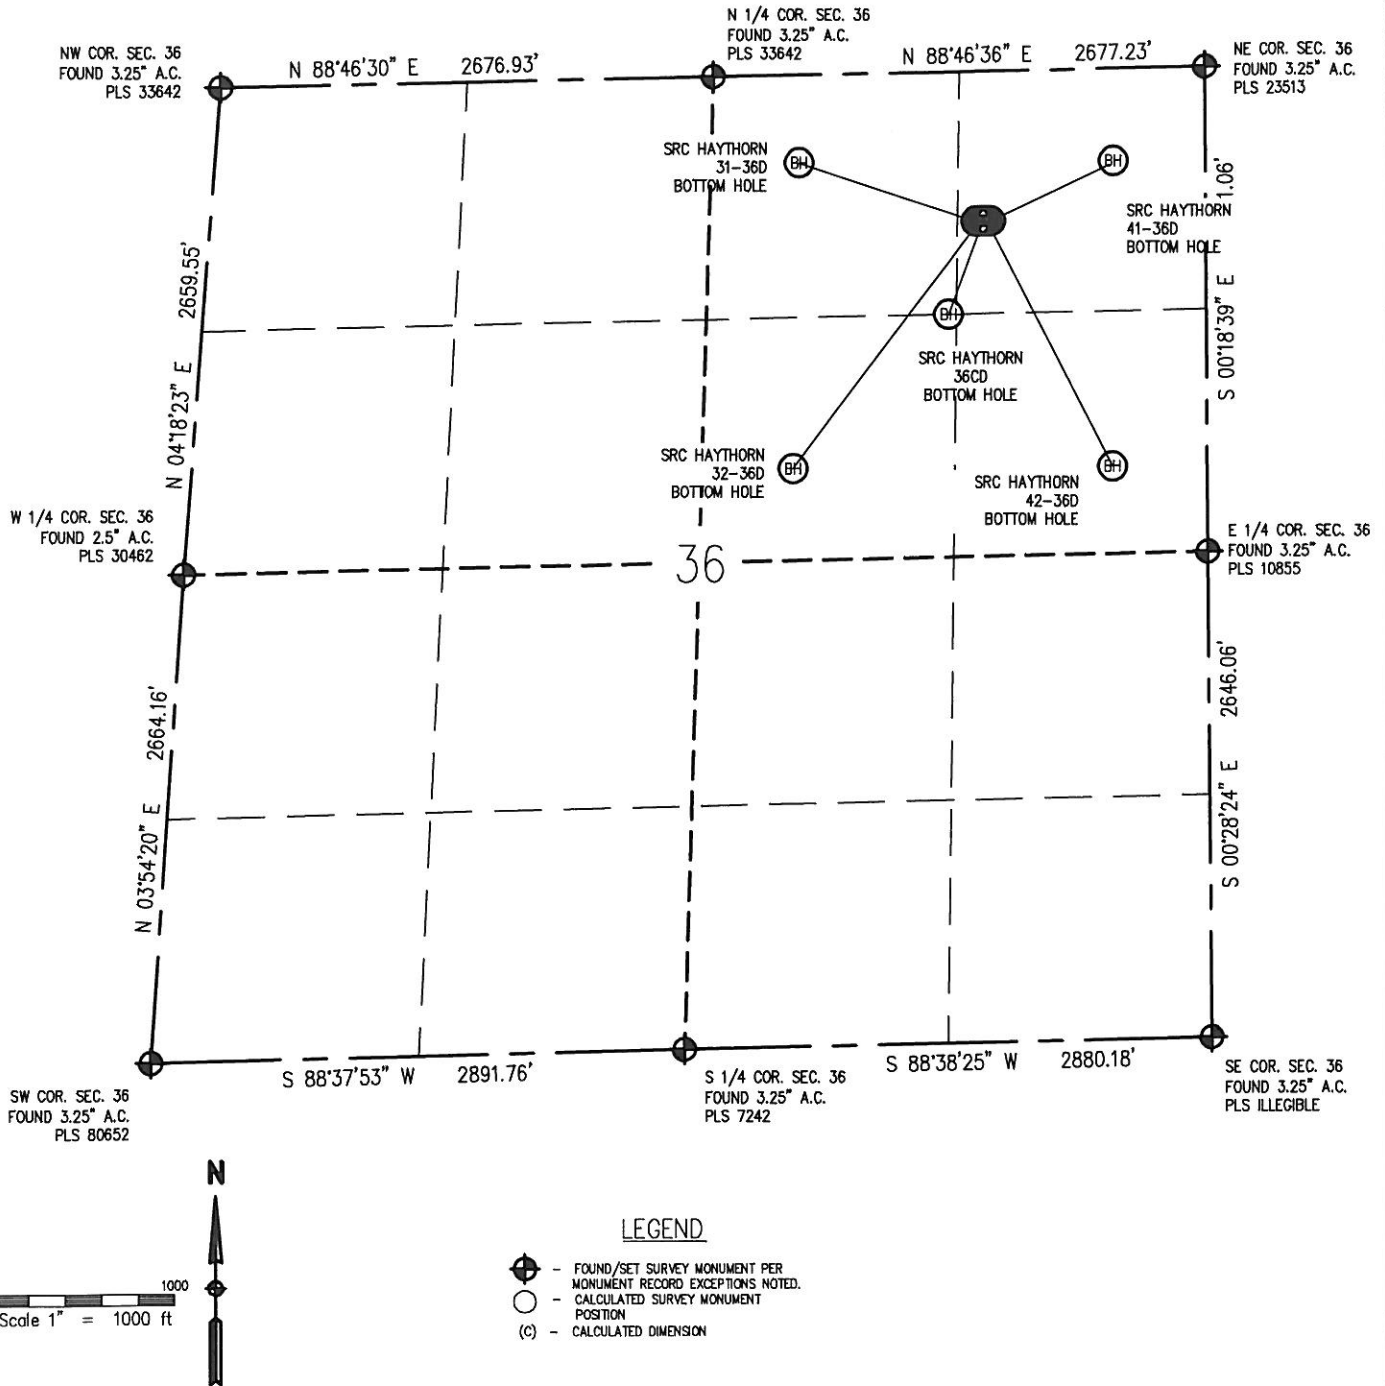 N 1/4 COR. SEC. 36
FOUND 3.25" A.C.
PLS 33642
NW COR. SEC. 36
FOUND 3.25" A.C.
PLS 33642
N 88°46'30" E 2676.93'
N 88°46'36" E 2677.23'
NE COR. SEC. 36
FOUND 3.25" A.C.
PLS 23513
SRC HAYTHORN
31-36D
BOTTOM HOLE
BH
BH
SRC HAYTHORN
41-36D
BOTTOM HOLE
1.06'
S 00°18'39" E
2659.55'
N 04°18'23" E
BH
SRC HAYTHORN
36CD
BOTTOM HOLE
SRC HAYTHORN
32-36D
BOTTOM HOLE
BH
BH
SRC HAYTHORN
42-36D
BOTTOM HOLE
W 1/4 COR. SEC. 36
FOUND 2.5" A.C.
PLS 30462
36
E 1/4 COR. SEC. 36
FOUND 3.25" A.C.
PLS 10855
2664.16'
N 03°54'20" E
2646.06'
S 00°28'24" E
S 88°37'53" W 2891.76'
S 88°38'25" W 2880.18'
SW COR. SEC. 36
FOUND 3.25" A.C.
PLS 80652
S 1/4 COR. SEC. 36
FOUND 3.25" A.C.
PLS 7242
SE COR. SEC. 36
FOUND 3.25" A.C.
PLS ILLEGIBLE
N
1000
Scale 1" = 1000 ft
LEGEND
- FOUND/SET SURVEY MONUMENT PER
MONUMENT RECORD EXCEPTIONS NOTED.
- CALCULATED SURVEY MONUMENT
POSITION
(C) - CALCULATED DIMENSION